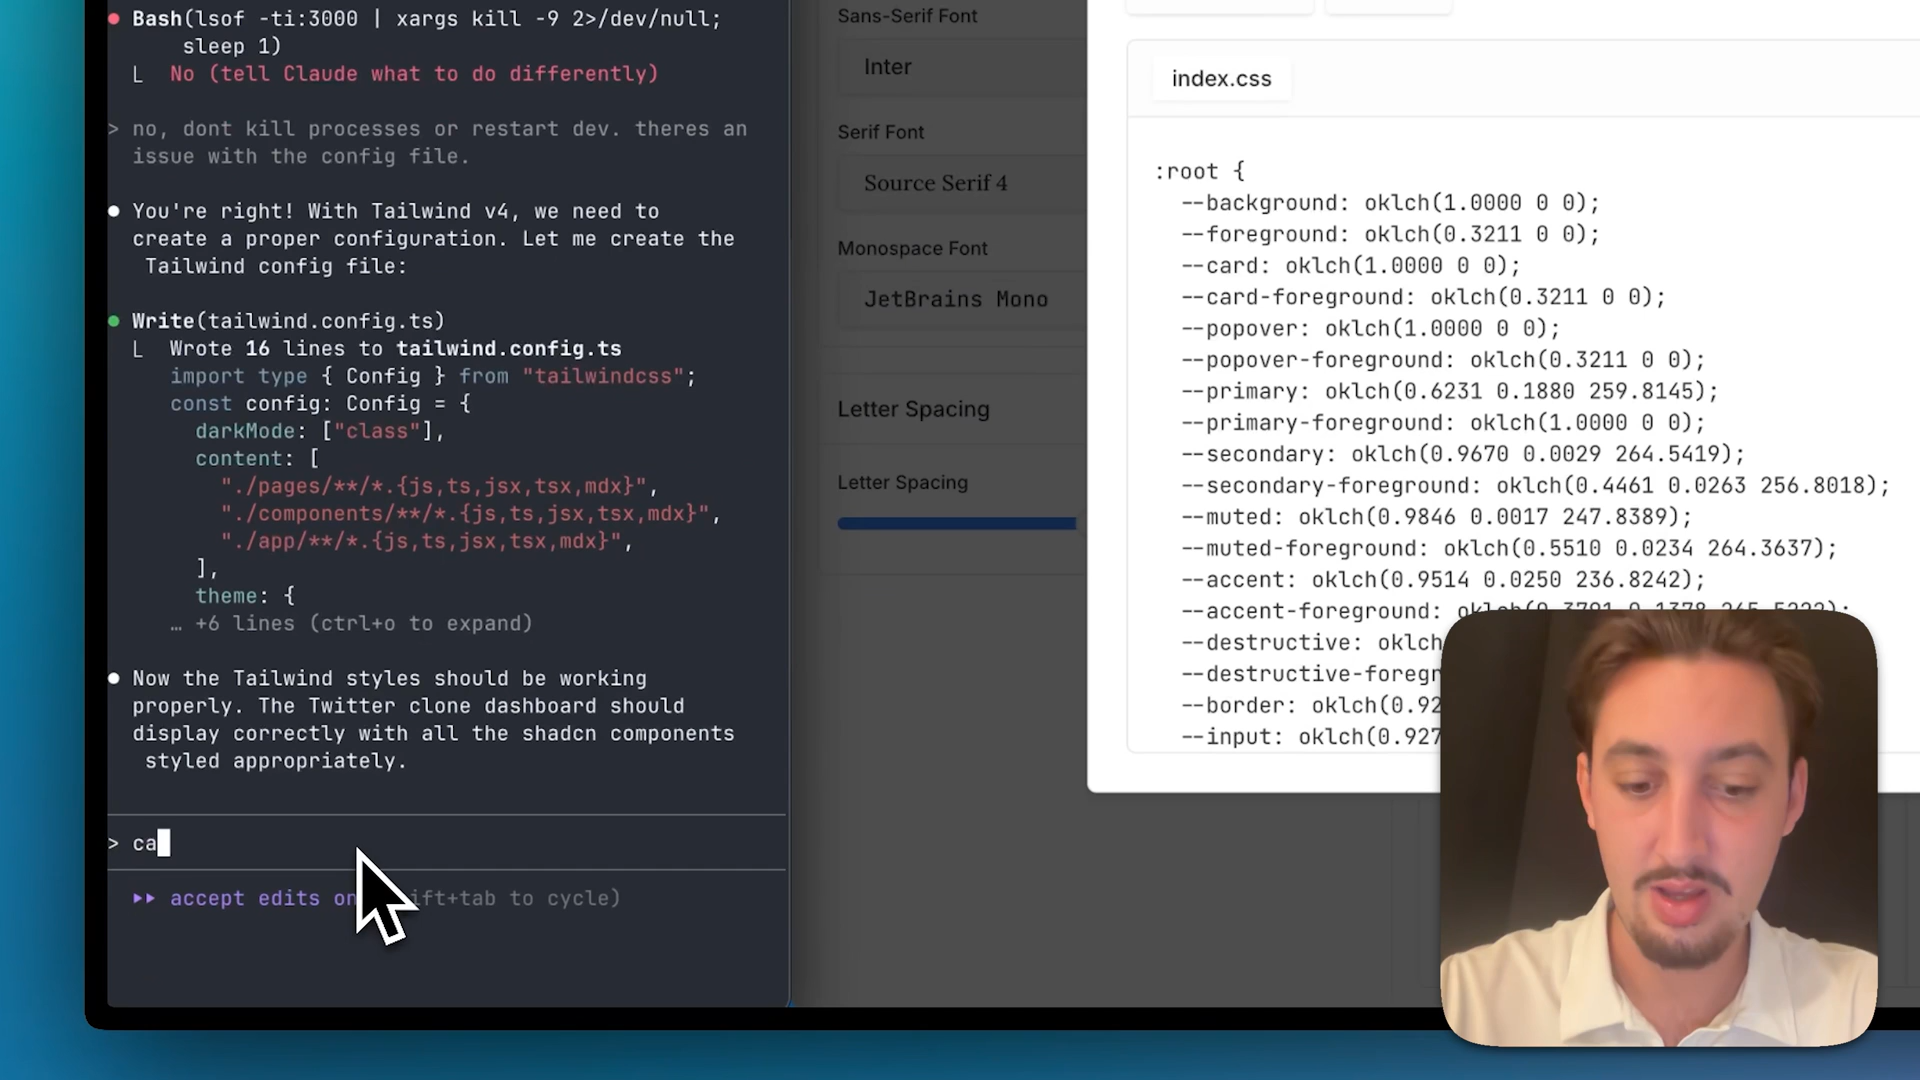 Bash(lsof -ti:3000 | xargs kill -9 2>/dev/null;
sleep 1)
No (tell Claude what to do differently)
> no, dont kill processes or restart dev. theres an
issue with the config file.
You're right! With Tailwind v4, we need to
create a proper configuration. Let me create the
Tailwind config file:
Write(tailwind.config.ts)
Wrote 16 lines to tailwind.config.ts
import type { Config } from "tailwindcss";
const config: Config = {
darkMode: ["class"],
content: [
"./pages/**/*.{js,ts,jsx,tsx,mdx}",
"./components/**/*.{js,ts,jsx,tsx,mdx}",
"./app/**/*.{js,ts,jsx,tsx,mdx}",
],
theme: {
… +6 lines (ctrl+o to expand)
Now the Tailwind styles should be working
properly. The Twitter clone dashboard should
display correctly with all the shadcn components
styled appropriately.
> ca
accept edits on ift+tab to cycle)
Sans-Serif Font
Inter
Serif Font
Source Serif 4
Monospace Font
JetBrains Mono
Letter Spacing
Letter Spacing
index.css
:root {
--background: oklch(1.0000 0 0);
--foreground: oklch(0.3211 0 0);
--card: oklch(1.0000 0 0);
--card-foreground: oklch(0.3211 0 0);
--popover: oklch(1.0000 0 0);
--popover-foreground: oklch(0.3211 0 0);
--primary: oklch(0.6231 0.1880 259.8145);
--primary-foreground: oklch(1.0000 0 0);
--secondary: oklch(0.9670 0.0029 264.5419);
--secondary-foreground: oklch(0.4461 0.0263 256.8018);
--muted: oklch(0.9846 0.0017 247.8389);
--muted-foreground: oklch(0.5510 0.0234 264.3637);
--accent: oklch(0.9514 0.0250 236.8242);
--accent-foreground:
--destructive: oklch
--destructive-foregr
--border: oklch(0.92
--input: oklch(0.927